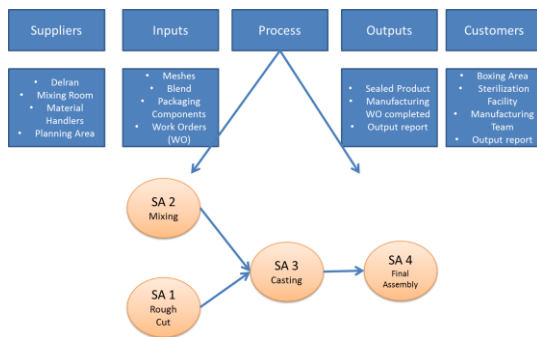 Suppliers
Inputs
Process
Outputs
Customers
• Delran
• Mixing Room
• Material
Handlers
• Planning Area
• Meshes
• Blend
• Packaging
Components
• Work Orders
(WO)
• Sealed Product
• Manufacturing
WO completed
• Output report
• Boxing Area
• Sterilization
Facility
• Manufacturing
Team
• Output report
SA 2
Mixing
SA 1
Rough
Cut
SA 3
Casting
SA 4
Final
Assembly